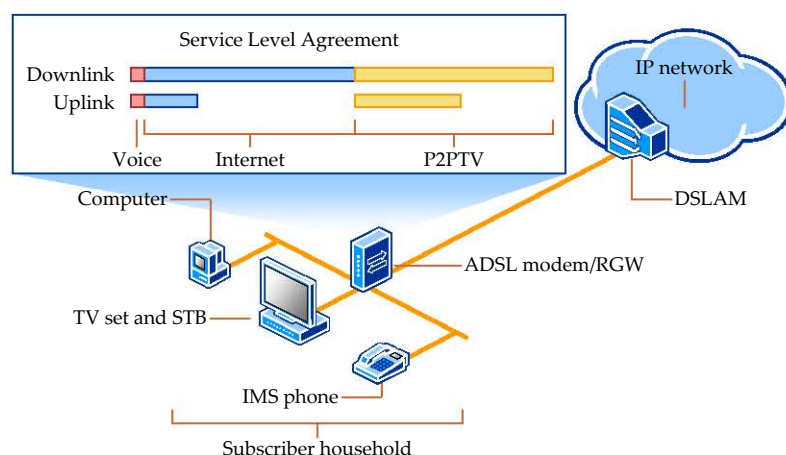 Service Level Agreement
Downlink
Uplink
Voice
Internet
P2PTV
IP network
DSLAM
Computer
ADSL modem/RGW
TV set and STB
IMS phone
Subscriber household